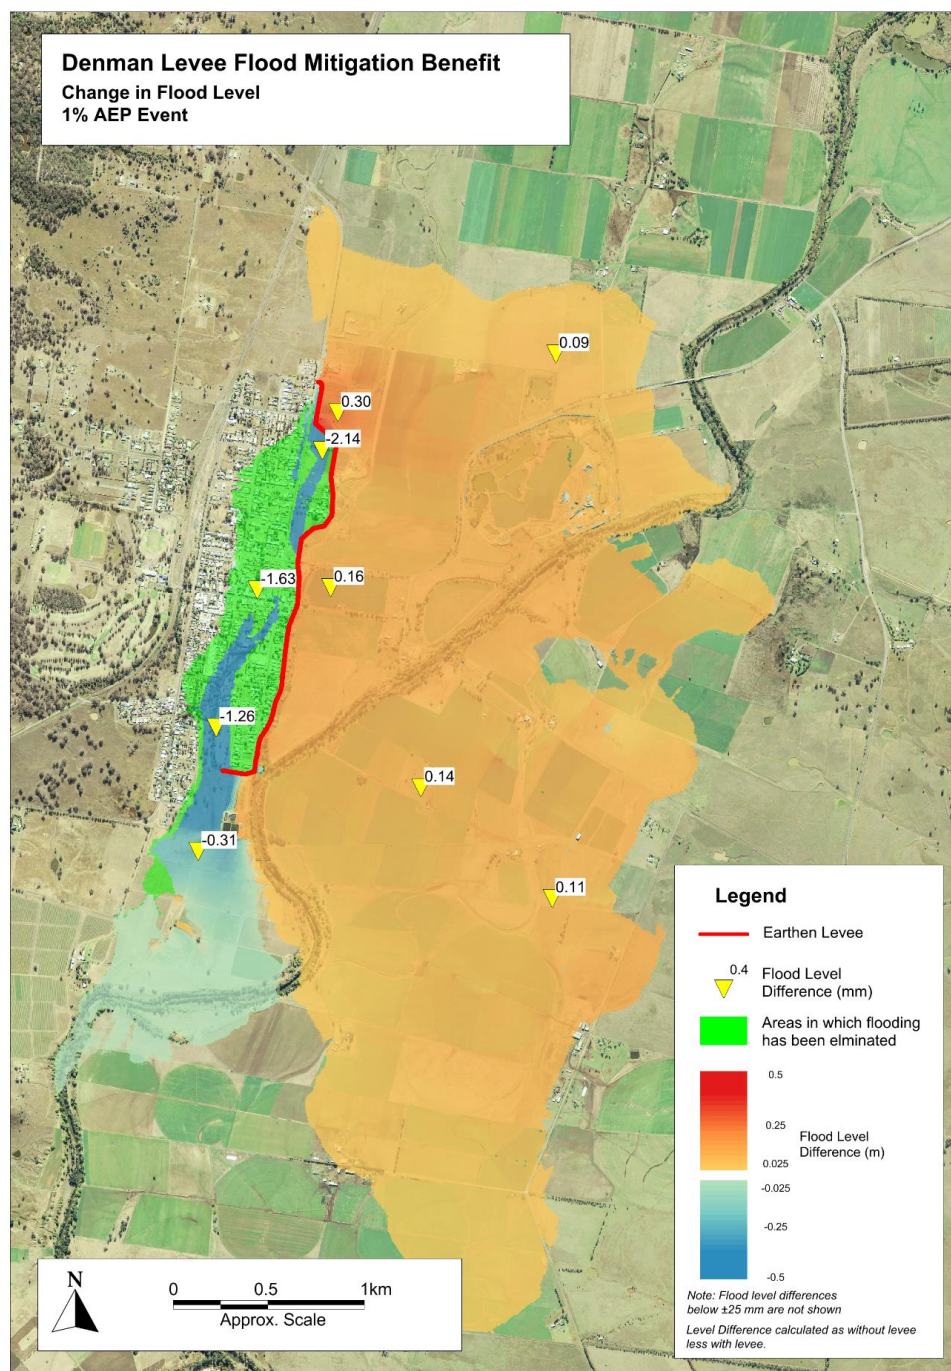 Denman Levee Flood Mitigation Benefit
Change in Flood Level
1% AEP Event
0.09
0.30
-2.14
-1.63
0.16
-1.26
0.14
-0.31
0.11
Legend
Earthen Levee
0.4
Flood Level
Difference (mm)
Areas in which flooding
has been elminated
0.5
0.25
Flood Level
Difference (m)
0.025
-0.025
-0.25
-0.5
Note: Flood level differences
below ±25 mm are not shown
Level Difference calculated as without levee
less with levee.
N
0 0.5 1km
Approx. Scale